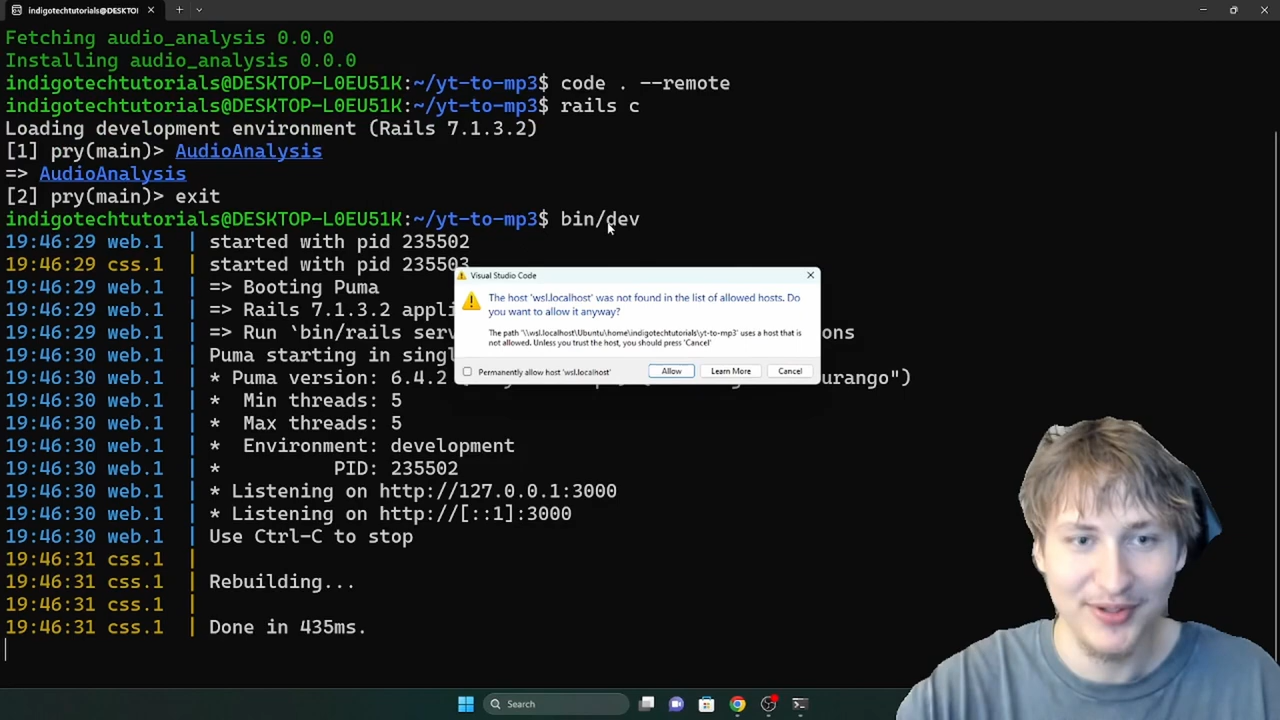 indigotechtutorials@DESKTOP
Fetching audio_analysis 0.0.0
Installing audio_analysis 0.0.0
indigotechtutorials@DESKTOP-L0EU51K:~/yt-to-mp3$ code . --remote
indigotechtutorials@DESKTOP-L0EU51K:~/yt-to-mp3$ rails c
Loading development environment (Rails 7.1.3.2)
[1] pry(main)> AudioAnalysis
=> AudioAnalysis
[2] pry(main)> exit
indigotechtutorials@DESKTOP-L0EU51K:~/yt-to-mp3$ bin/dev
19:46:29 web.1 | started with pid 235502
19:46:29 css.1 | started with pid 235503
19:46:29 web.1 | => Booting Puma
19:46:29 web.1 | => Rails 7.1.3.2 appli
19:46:29 web.1 | => Run `bin/rails serv ons
19:46:30 web.1 | Puma starting in singl
19:46:30 web.1 | * Puma version: 6.4.2 urango")
19:46:30 web.1 | * Min threads: 5
19:46:30 web.1 | * Max threads: 5
19:46:30 web.1 | * Environment: development
19:46:30 web.1 | * PID: 235502
19:46:30 web.1 | * Listening on http://127.0.0.1:3000
19:46:30 web.1 | * Listening on http://[::1]:3000
19:46:30 web.1 | Use Ctrl-C to stop
19:46:31 css.1 |
19:46:31 css.1 | Rebuilding...
19:46:31 css.1 |
19:46:31 css.1 | Done in 435ms.
Visual Studio Code
The host 'wsl.localhost' was not found in the list of allowed hosts. Do
you want to allow it anyway?
The path '\\wsl.localhost\Ubuntu\home\indigotechtutorials\yt-to-mp3' uses a host that is
not allowed. Unless you trust the host, you should press 'Cancel'
Permanently allow host 'wsl.localhost'
Allow
Learn More
Cancel
Search